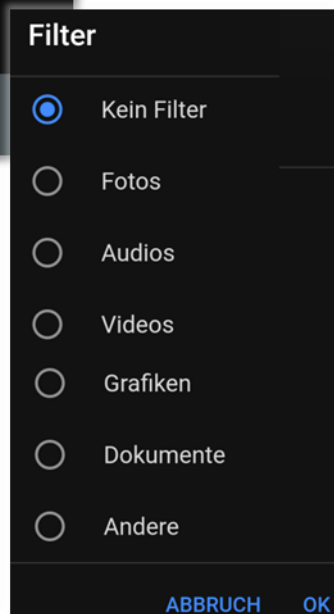 Filter
Kein Filter
Fotos
Audios
Videos
Grafiken
Dokumente
Andere
ABBRUCH OK